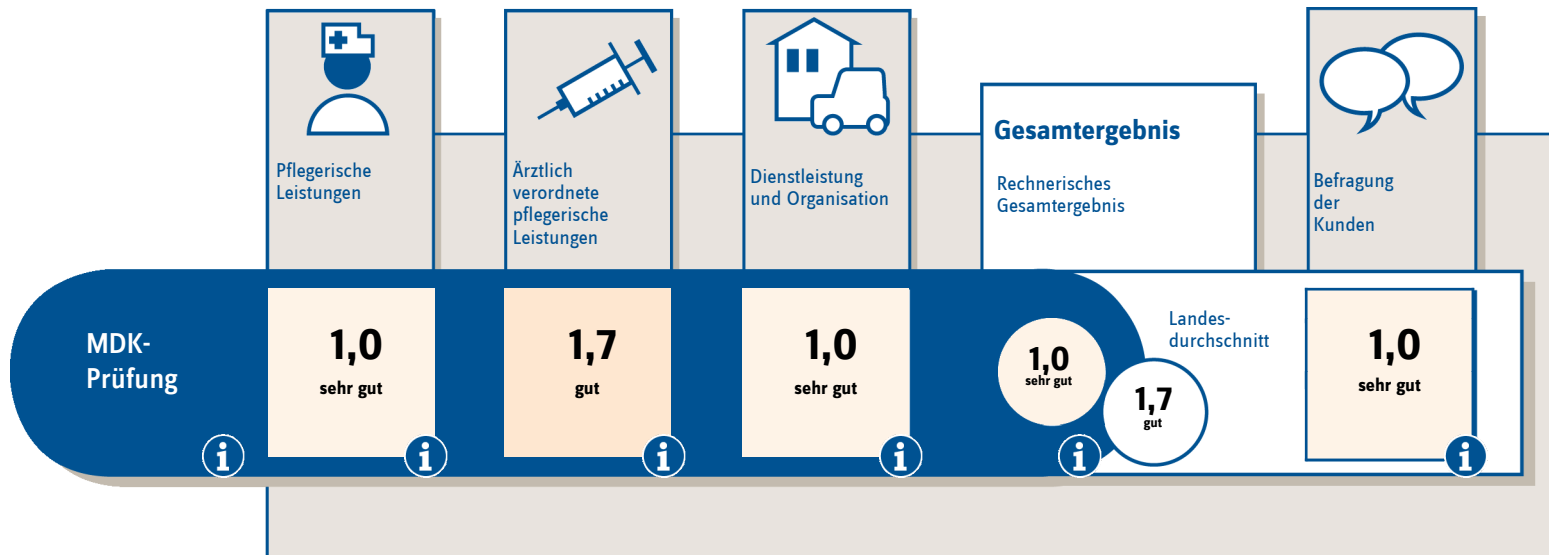 Pflegerische
Leistungen
Ärztlich
verordnete
pflegerische
Leistungen
Dienstleistung
und Organisation
Gesamtergebnis
Rechnerisches
Gesamtergebnis
Befragung
der
Kunden
MDK-
Prüfung
1,0
sehr gut
1,7
gut
1,0
sehr gut
1,0
sehr gut
Landes-
durchschnitt
1,7
gut
1,0
sehr gut
i
i
i
i
i
i